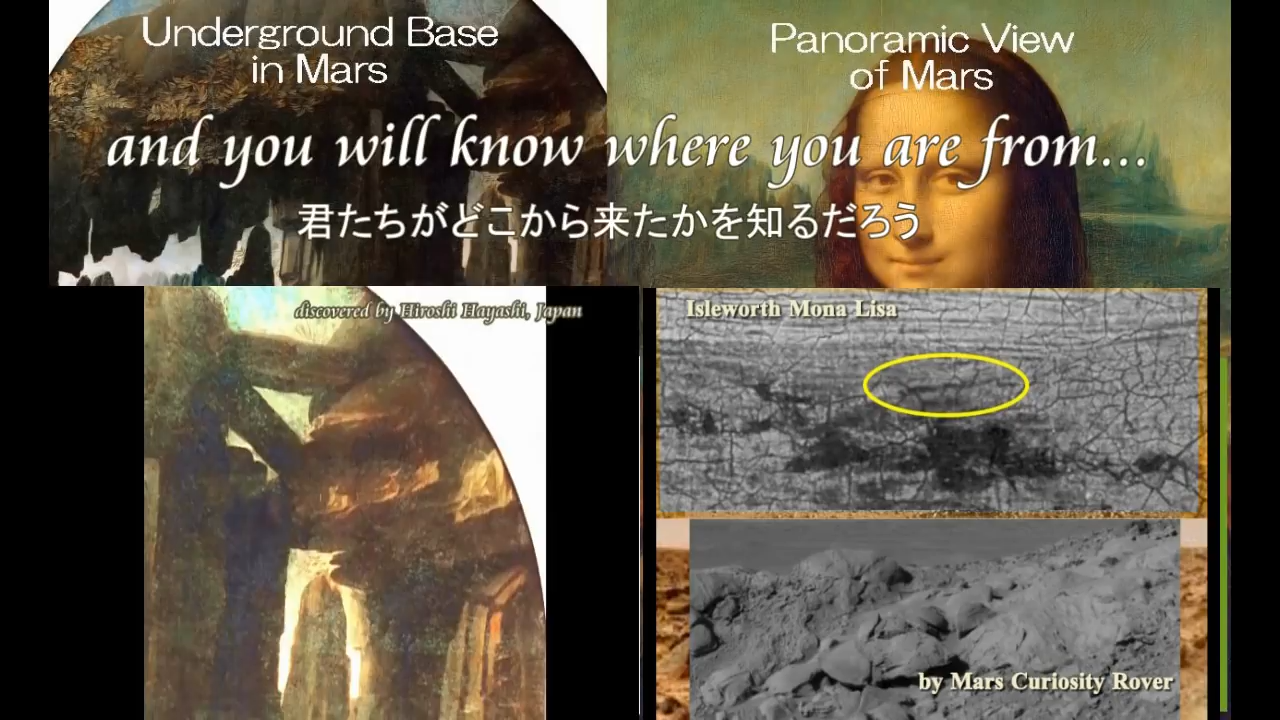 Underground Base
in Mars
Panoramic View
of Mars
and you will know where you are from...
君たちがどこから来たかを知るだろう
discovered by Hiroshi Hayashi, Japan
Isleworth Mona Lisa
by Mars Curiosity Rover